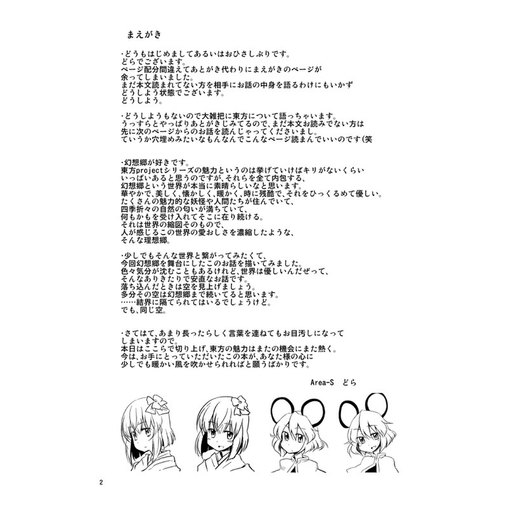 まえがき
・どうもはじめましてあるいはおひさしぶりです。
どらでございます。
ページ配分間違えてあとがき代わりにまえがきのページが
余ってしまいました。
まだ本文読まれてない方を相手にお話の中身を語るわけにもいかず
どうしよう状態でございます。
どうしよう。
・どうしようもないので大雑把に東方について語っちゃいます。
うっすらとやっぱりあとがきじみてるので、まだ本文お読みでない方は
先に次のページからのお話を読んじゃってくださいまし。
ていうか穴埋めみたいなもんなんでこんなページ読まんでいいのです(笑
・幻想郷が好きです。
東方projectシリーズの魅力というのは挙げていけばキリがないくらい
いっぱいあると思うのですが、それらを全て内包する、
幻想郷という世界が本当に素晴らしいなと思います。
華やかで、美しく、懐かしく、暖かく、時に残酷で、それをひっくるめて優しい。
たくさんの魅力的な妖怪や人間たちが住んでいて、
四季折々の自然の匂いが満ちていて、
何もかもを受け入れてそこに在り続ける。
それは世界の縮図そのもので、
人が感じるこの世界の愛おしさを濃縮したような、
そんな理想郷。
・少しでもそんな世界と繋がってみたくて、
今回幻想郷を舞台にしたこのお話を描いてみました。
色々気分が沈むこともあるけれど、世界は優しいんだぜって、
そんなありきたりで安直なお話です。
落ち込んだときは空を見上げましょう。
多分その空は幻想郷まで続いてると思います。
……結界に隔てられてはいるでしょうけど。
でも、同じ空。
・さてはて、あまり長ったらしく言葉を連ねてもお目汚しになって
しまいますので。
本日はここらで切り上げ、東方の魅力はまたの機会にまた熱く。
今は、お手にとっていただいたこの本が、あなた様の心に
少しでも暖かい風を吹かせられればと願うばかりです。
Area-S どら
2